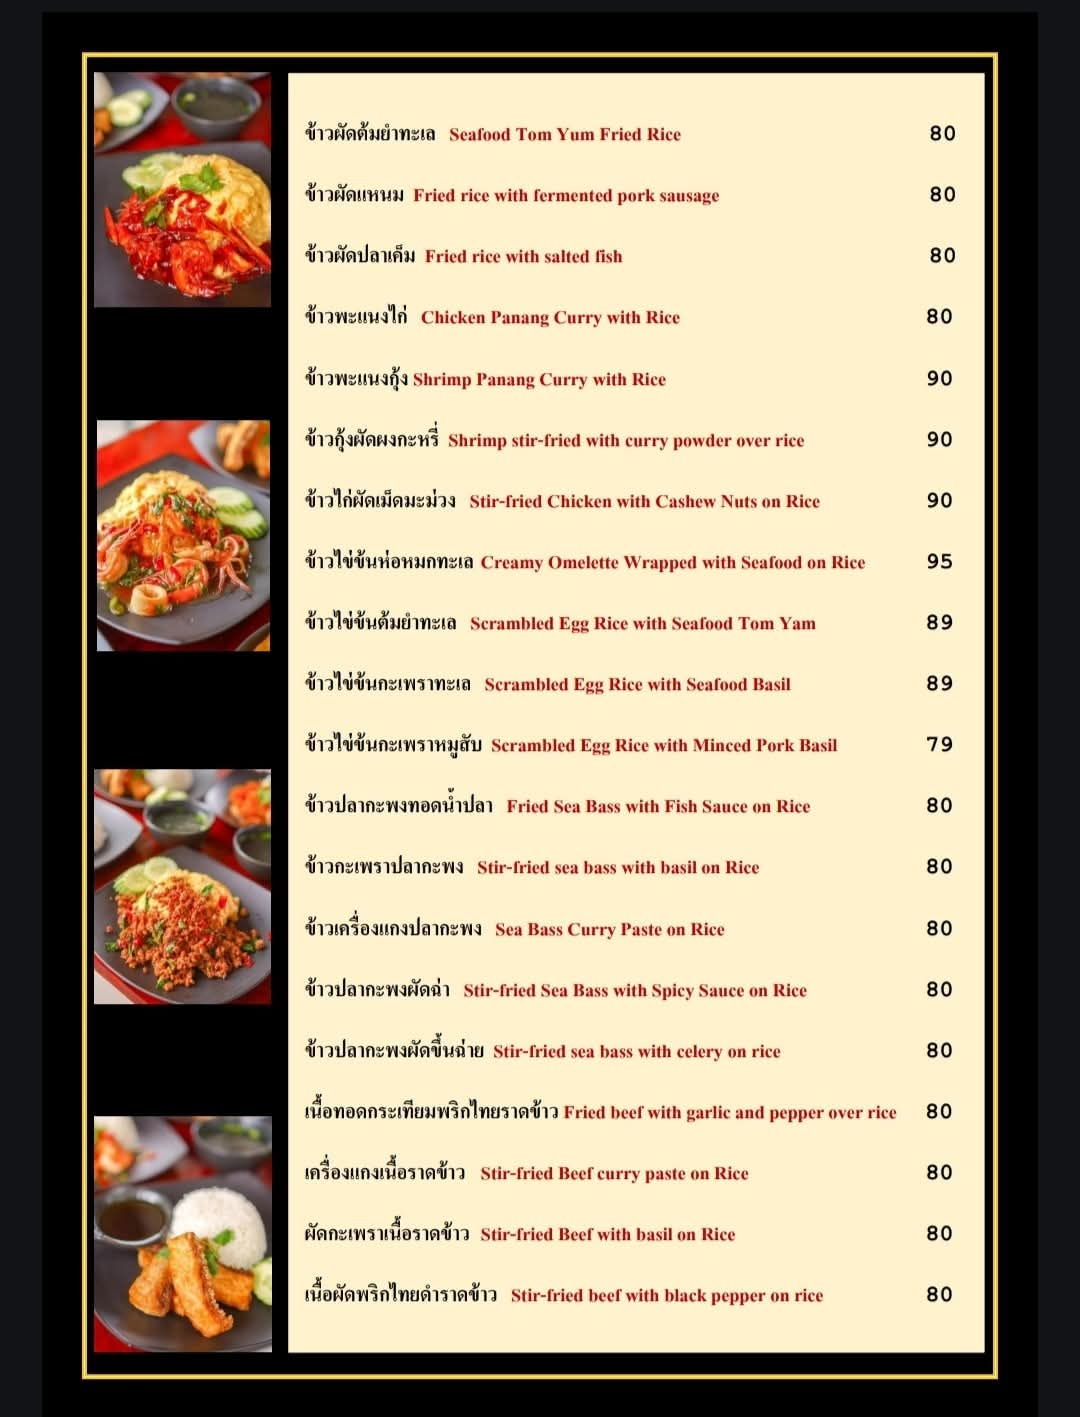 ข้าวผัดต้มยำทะเล Seafood Tom Yum Fried Rice 80
ข้าวผัดแหนม Fried rice with fermented pork sausage 80
ข้าวผัดปลาเค็ม Fried rice with salted fish 80
ข้าวพะแนงไก่ Chicken Panang Curry with Rice 80
ข้าวพะแนงกุ้ง Shrimp Panang Curry with Rice 90
ข้าวกุ้งผัดผงกะหรี่ Shrimp stir-fried with curry powder over rice 90
ข้าวไก่ผัดเม็ดมะม่วง Stir-fried Chicken with Cashew Nuts on Rice 90
ข้าวไข่ข้นห่อหมกทะเล Creamy Omelette Wrapped with Seafood on Rice 95
ข้าวไข่ข้นต้มยำทะเล Scrambled Egg Rice with Seafood Tom Yam 89
ข้าวไข่ข้นกะเพราทะเล Scrambled Egg Rice with Seafood Basil 89
ข้าวไข่ข้นกะเพราหมูสับ Scrambled Egg Rice with Minced Pork Basil 79
ข้าวปลากะพงทอดน้ำปลา Fried Sea Bass with Fish Sauce on Rice 80
ข้าวกะเพราปลากะพง Stir-fried sea bass with basil on Rice 80
ข้าวเครื่องแกงปลากะพง Sea Bass Curry Paste on Rice 80
ข้าวปลากะพงผัดฉ่า Stir-fried Sea Bass with Spicy Sauce on Rice 80
ข้าวปลากะพงผัดขึ้นฉ่าย Stir-fried sea bass with celery on rice 80
เนื้อทอดกระเทียมพริกไทยราดข้าว Fried beef with garlic and pepper over rice 80
เครื่องแกงเนื้อราดข้าว Stir-fried Beef curry paste on Rice 80
ผัดกะเพราเนื้อราดข้าว Stir-fried Beef with basil on Rice 80
เนื้อผัดพริกไทยดำราดข้าว Stir-fried beef with black pepper on rice 80